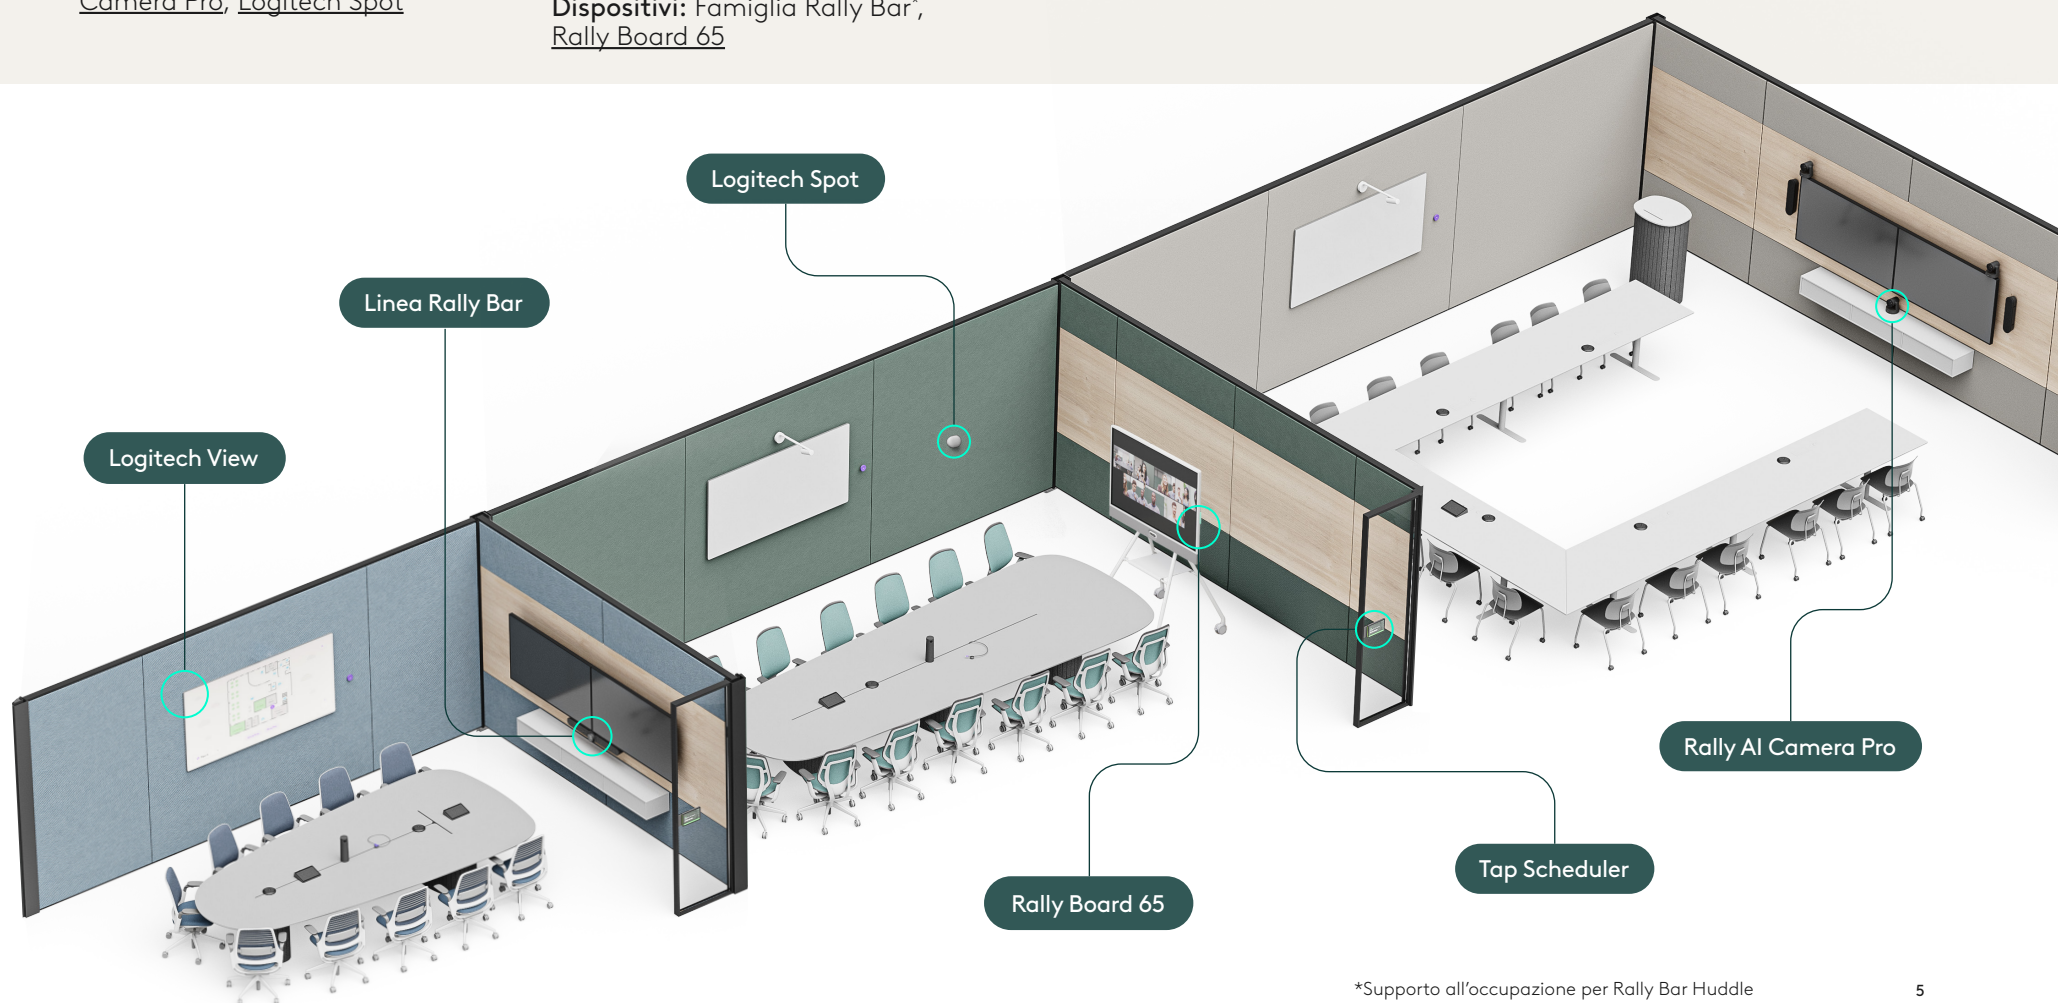 Camera Pro, Logitech Spot
Dispositivi: Famiglia Rally Bar*,
Rally Board 65
Logitech Spot
Linea Rally Bar
Logitech View
Rally AI Camera Pro
Tap Scheduler
Rally Board 65
*Supporto all'occupazione per Rally Bar Huddle
5